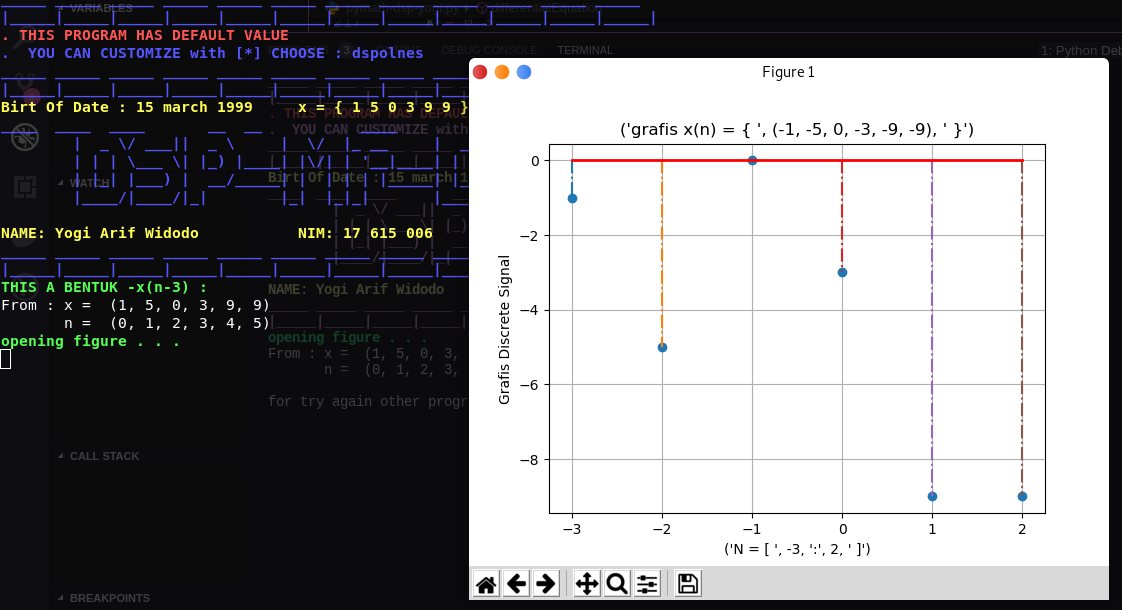 VARIABLES
. THIS PROGRAM HAS DEFAULT VALUE
.  YOU CAN CUSTOMIZE with [*] CHOOSE : dspolnes
DEBUG CONSOLE TERMINAL
1: Python Deb
Birt Of Date : 15 march 1999     x = { 1 5 0 3 9 9 }
WATCH
NAME: Yogi Arif Widodo           NIM: 17 615 006
THIS A BENTUK -x(n-3) :
From : x =  (1, 5, 0, 3, 9, 9)
n =  (0, 1, 2, 3, 4, 5)
opening figure . . .
. THIS PROGRAM HAS DEFAU
.  YOU CAN CUSTOMIZE with
Birt Of Date : 15 march 1
NAME: Yogi Arif Widodo
opening figure . . .
From : x =  (1, 5, 0, 3,
n =  (0, 1, 2, 3,
for try again other progr
CALL STACK
BREAKPOINTS
Figure 1
('grafis x(n) = { ', (-1, -5, 0, -3, -9, -9), ' }')
Grafis Discrete Signal
0
−2
−4
−6
−8
−3 −2 −1 0 1 2
('N = [ ', -3, ':', 2, ' ]')